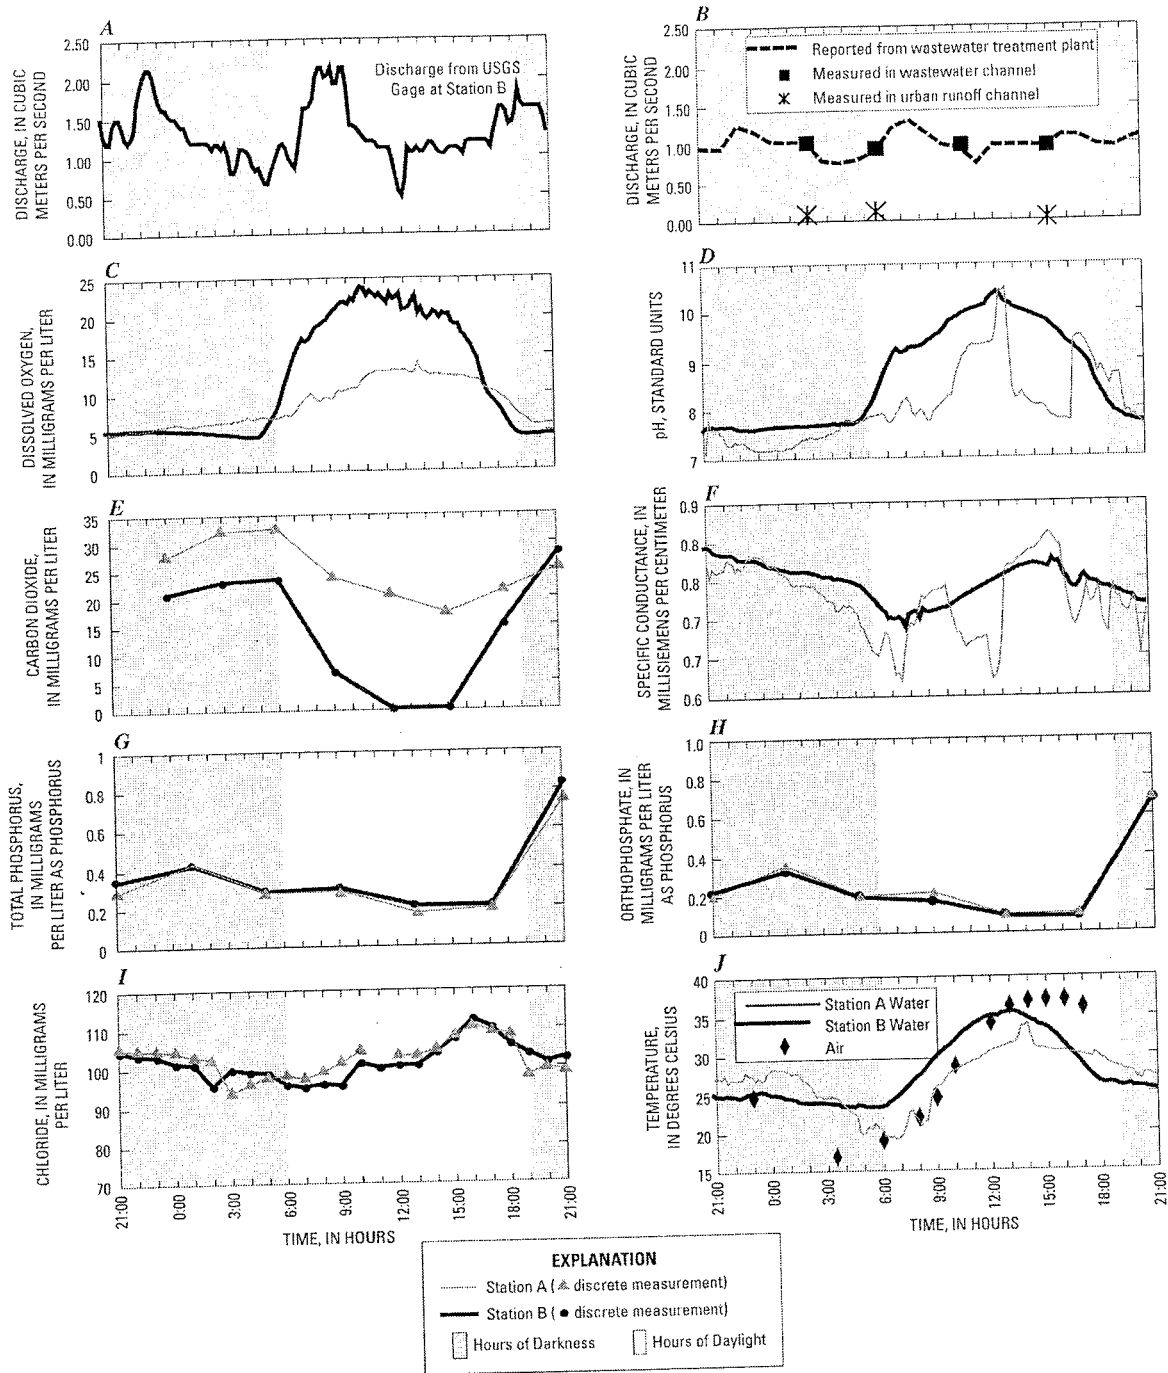 A
DISCHARGE, IN CUBIC
METERS PER SECOND
2.50
2.00
1.50
1.00
0.50
0.00
Discharge from USGS
Gage at Station B
B
DISCHARGE, IN CUBIC
METERS PER SECOND
2.50
2.00
1.50
1.00
0.50
0.00
Reported from wastewater treatment plant
Measured in wastewater channel
Measured in urban runoff channel
C
DISSOLVED OXYGEN,
IN MILLIGRAMS PER LITER
25
20
15
10
5
0
D
pH, STANDARD UNITS
11
10
9
8
7
E
CARBON DIOXIDE,
IN MILLIGRAMS PER LITER
35
30
25
20
15
10
5
0
F
SPECIFIC CONDUCTANCE, IN
MILLISIEMENS PER CENTIMETER
0.9
0.8
0.8
0.7
0.7
0.6
G
TOTAL PHOSPHORUS,
IN MILLIGRAMS
PER LITER AS PHOSPHORUS
1
0.8
0.6
0.4
0.2
0
H
ORTHOPHOSPHATE, IN
MILLIGRAMS PER LITER
AS PHOSPHORUS
1.0
0.8
0.6
0.4
0.2
0
I
CHLORIDE, IN MILLIGRAMS
PER LITER
120
110
100
90
80
70
21:00
0:00
3:00
6:00
9:00
12:00
15:00
18:00
21:00
TIME, IN HOURS
J
TEMPERATURE,
IN DEGREES CELSIUS
40
35
30
25
20
15
Station A Water
Station B Water
Air
21:00
0:00
3:00
6:00
9:00
12:00
15:00
18:00
21:00
TIME, IN HOURS
EXPLANATION
Station A ( discrete measurement)
Station B ( discrete measurement)
Hours of Darkness
Hours of Daylight